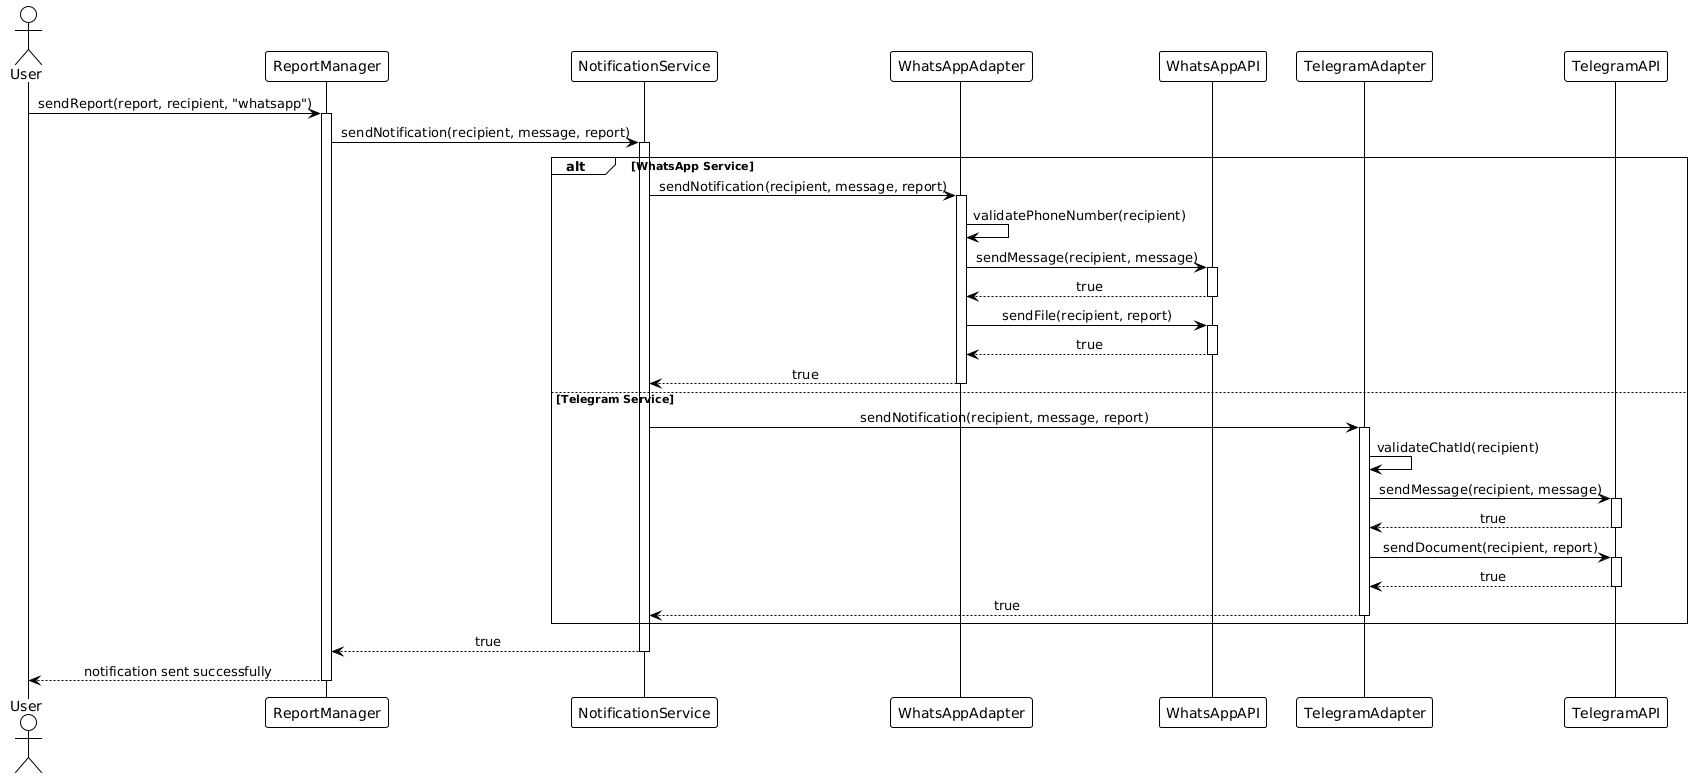 User
ReportManager
NotificationService
WhatsAppAdapter
WhatsAppAPI
TelegramAdapter
TelegramAPI
sendReport(report, recipient, "whatsapp")
sendNotification(recipient, message, report)
alt
[WhatsApp Service]
sendNotification(recipient, message, report)
validatePhoneNumber(recipient)
sendMessage(recipient, message)
true
sendFile(recipient, report)
true
true
[Telegram Service]
sendNotification(recipient, message, report)
validateChatId(recipient)
sendMessage(recipient, message)
true
sendDocument(recipient, report)
true
true
true
notification sent successfully
User
ReportManager
NotificationService
WhatsAppAdapter
WhatsAppAPI
TelegramAdapter
TelegramAPI